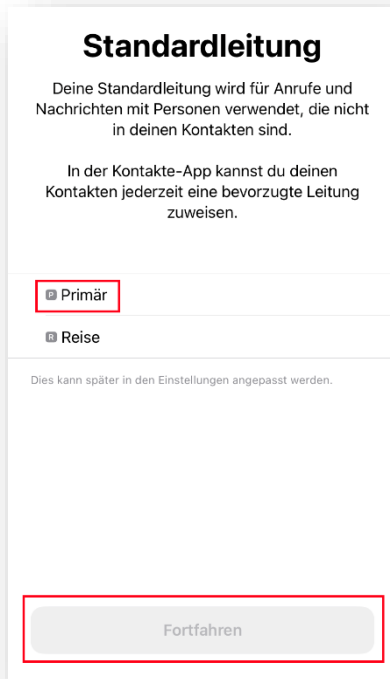 Standardleitung
Deine Standardleitung wird für Anrufe und
Nachrichten mit Personen verwendet, die nicht
in deinen Kontakten sind.
In der Kontakte-App kannst du deinen
Kontakten jederzeit eine bevorzugte Leitung
zuweisen.
P Primär
R Reise
Dies kann später in den Einstellungen angepasst werden.
Fortfahren